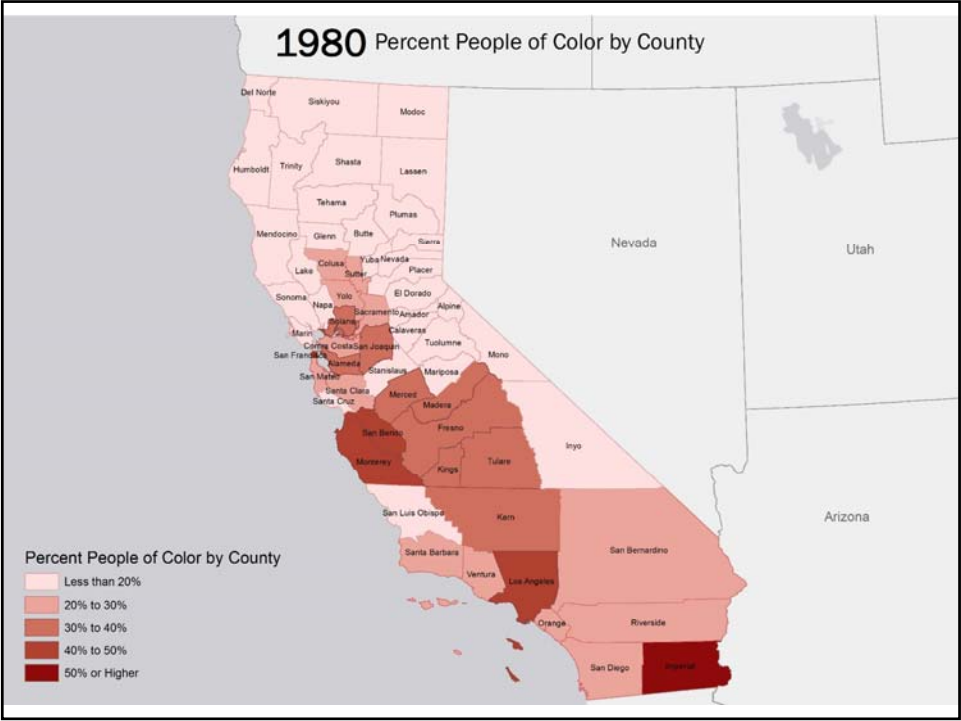 1980 Percent People of Color by County
Del Norte
Siskiyou
Modoc
Humboldt
Trinity
Shasta
Lassen
Tehama
Plumas
Mendocino
Glenn
Butte
Sierra
Nevada
Utah
Colusa
Yuba
Nevada
Lake
Sutter
Placer
Sonoma
Napa
Yolo
El Dorado
Alpine
Sacramento
Amador
Solano
Marin
Calaveras
Contra Costa
San Joaquin
Tuolumne
San Francisco
Mono
Alameda
San Mateo
Stanislaus
Mariposa
Santa Clara
Merced
Santa Cruz
Madera
San Benito
Fresno
Inyo
Monterey
Kings
Tulare
San Luis Obispo
Kern
Arizona
Santa Barbara
San Bernardino
Ventura
Los Angeles
Orange
Riverside
San Diego
Imperial
Percent People of Color by County
Less than 20%
20% to 30%
30% to 40%
40% to 50%
50% or Higher